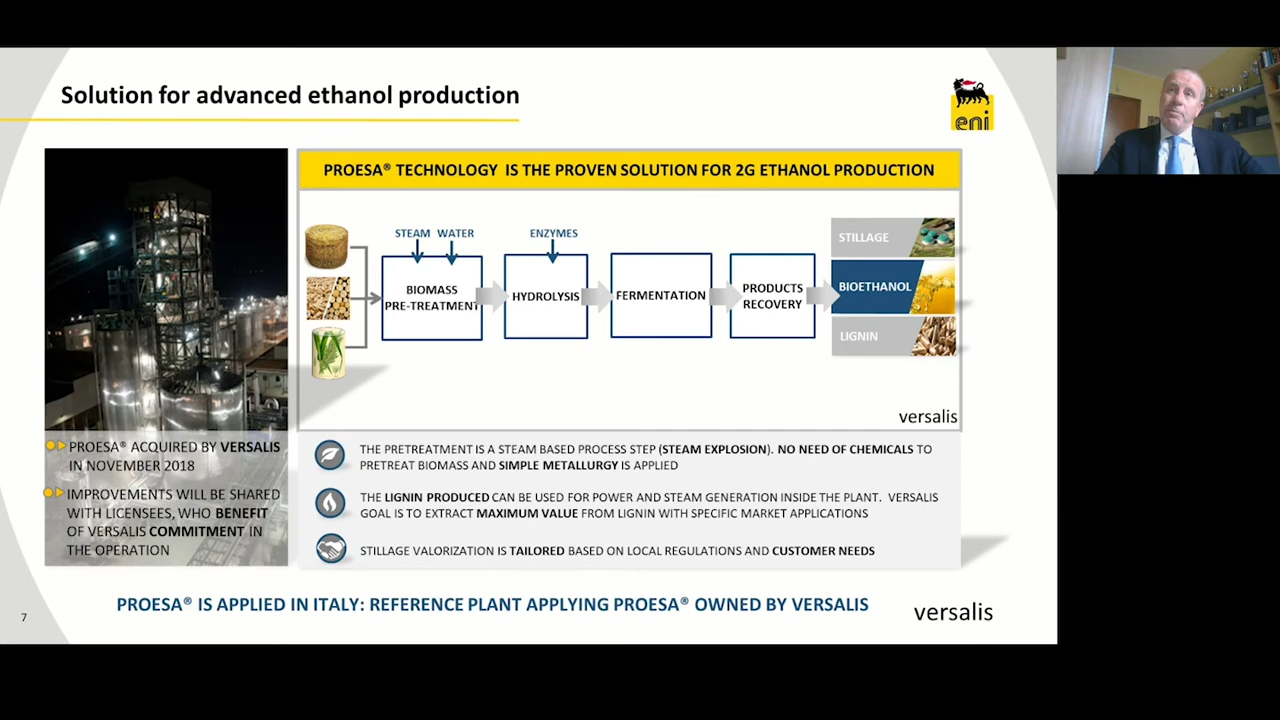 Solution for advanced ethanol production
eni
PROESA® TECHNOLOGY IS THE PROVEN SOLUTION FOR 2G ETHANOL PRODUCTION
STEAM WATER
ENZYMES
BIOMASS
PRE-TREATMENT
HYDROLYSIS
FERMENTATION
PRODUCTS
RECOVERY
STILLAGE
BIOETHANOL
LIGNIN
versalis
PROESA® ACQUIRED BY VERSALIS
IN NOVEMBER 2018
IMPROVEMENTS WILL BE SHARED
WITH LICENSEES, WHO BENEFIT
OF VERSALIS COMMITMENT IN
THE OPERATION
THE PRETREATMENT IS A STEAM BASED PROCESS STEP (STEAM EXPLOSION). NO NEED OF CHEMICALS TO
PRETREAT BIOMASS AND SIMPLE METALLURGY IS APPLIED
THE LIGNIN PRODUCED CAN BE USED FOR POWER AND STEAM GENERATION INSIDE THE PLANT. VERSALIS
GOAL IS TO EXTRACT MAXIMUM VALUE FROM LIGNIN WITH SPECIFIC MARKET APPLICATIONS
STILLAGE VALORIZATION IS TAILORED BASED ON LOCAL REGULATIONS AND CUSTOMER NEEDS
PROESA® IS APPLIED IN ITALY: REFERENCE PLANT APPLYING PROESA® OWNED BY VERSALIS
versalis
7